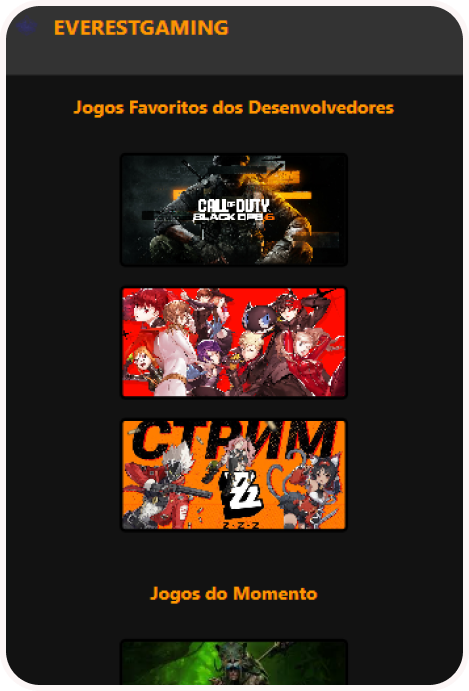 EVERESTGAMING
Jogos Favoritos dos Desenvolvedores
CALL OF DUTY
BLACK OPS 6
СТРИМ
Z-Z-Z
Jogos do Momento